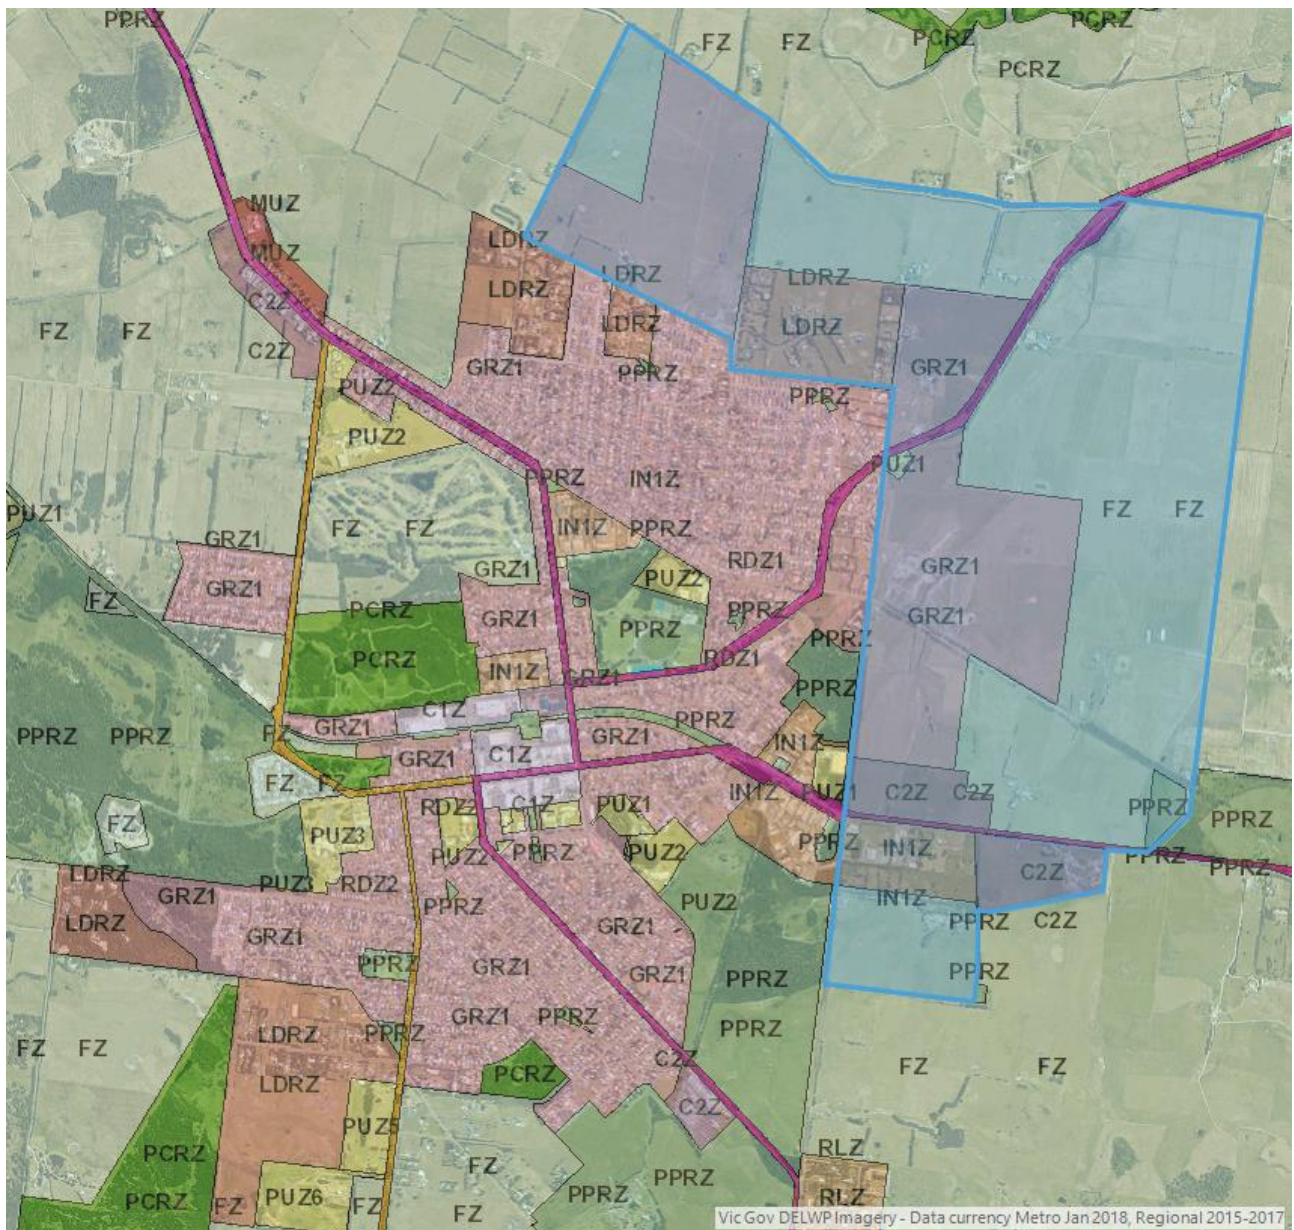 PPRZ
FZ FZ
PCRZ
PCRZ
PCRZ
MUZ
LDRZ
MUZ
LDRZ
LDRZ
LDRZ
C2Z
FZ FZ
LDRZ
LDRZ
C2Z
GRZ1
PPRZ
GRZ1
PUZ2
PPRZ
PUZ2
PUZ1
PPRZ
IN1Z
PUZ1
FZ FZ
FZ FZ
IN1Z
PPRZ
GRZ1
GRZ1
RDZ1
GRZ1
PUZ2
GRZ1
FZ
PCRZ
GRZ1
PPRZ
GRZ1
PPRZ
PPRZ
PCRZ
IN1Z
GRZ1
RDZ1
PPRZ
C1Z
PPRZ
GRZ1
FZ
GRZ1
PPRZ PPRZ
IN1Z
C1Z
GRZ1
FZ
FZ
IN1Z
PUZ1
C2Z
C2Z
RDZ2
C1Z
PUZ1
PPRZ
PPRZ
FZ
PUZ3
PPRZ
IN1Z
PUZ2
PPRZ
PUZ2
PPRZ
PPRZ
LDRZ
PUZ3
RDZ2
C2Z
GRZ1
PPRZ
PUZ2
IN1Z
LDRZ
GRZ1
GRZ1
PPRZ
C2Z
PPRZ
GRZ1
GRZ1
PPRZ
PPRZ
GRZ1
PPRZ
PPRZ
LDRZ
PPRZ
FZ FZ
C2Z
FZ
FZ
PCRZ
LDRZ
C2Z
PUZ5
PCRZ
FZ
RLZ
PPRZ
PCRZ
FZ
PUZ6
FZ
PPRZ
RLZ
FZ
Vic Gov DELWP Imagery - Data currency Metro Jan 2018, Regional 2015-2017